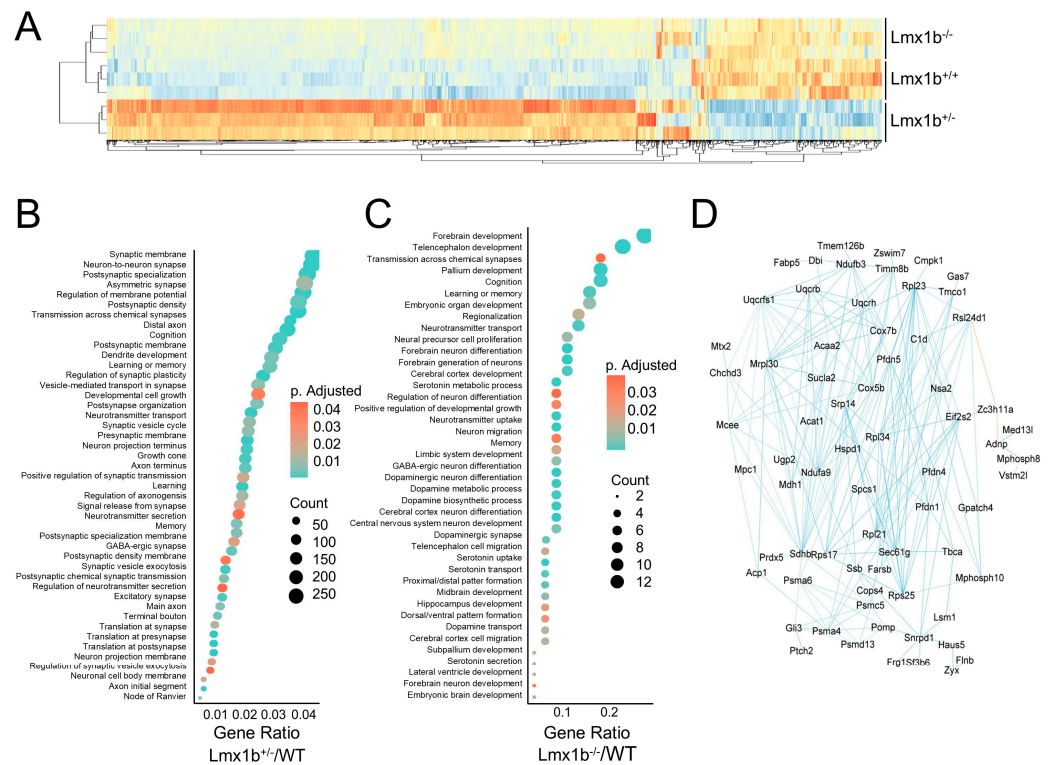 A
Lmx1b-/-
Lmx1b+/+
Lmx1b+/-
B
Synaptic membrane
Neuron-to-neuron synapse
Postsynaptic specialization
Asymmetric synapse
Regulation of membrane potential
Postsynaptic density
Transmission across chemical synapses
Distal axon
Cognition
Postsynaptic membrane
Dendrite development
Learning or memory
Regulation of synaptic plasticity
Vesicle-mediated transport in synapse
Developmental cell growth
Postsynapse organization
Neurotransmitter transport
Synaptic vesicle cycle
Presynaptic membrane
Neuron projection terminus
Growth cone
Axon terminus
Positive regulation of synaptic transmission
Learning
Regulation of axonogenesis
Signal release from synapse
Neurotransmitter secretion
Memory
Postsynaptic specialization membrane
GABA-ergic synapse
Postsynaptic density membrane
Synaptic vesicle exocytosis
Postsynaptic chemical synaptic transmission
Regulation of neurotransmitter secretion
Excitatory synapse
Main axon
Terminal bouton
Translation at synapse
Translation at presynapse
Translation at postsynapse
Neuron projection membrane
Regulation of synaptic vesicle exocytosis
Neuronal cell body membrane
Axon initial segment
Node of Ranvier
p. Adjusted
0.04
0.03
0.02
0.01
Count
50
100
150
200
250
0.01 0.02 0.03 0.04
Gene Ratio
Lmx1b+/-/WT
C
Forebrain development
Telencephalon development
Transmission across chemical synapses
Pallium development
Cognition
Learning or memory
Embryonic organ development
Regionalization
Neurotransmitter transport
Neural precursor cell proliferation
Forebrain neuron differentiation
Forebrain generation of neurons
Cerebral cortex development
Serotonin metabolic process
Regulation of neuron differentiation
Positive regulation of developmental growth
Neurotransmitter uptake
Neuron migration
Memory
Limbic system development
GABA-ergic neuron differentiation
Dopaminergic neuron differentiation
Dopamine metabolic process
Dopamine biosynthetic process
Cerebral cortex neuron differentiation
Central nervous system neuron development
Dopaminergic synapse
Telencephalon cell migration
Serotonin uptake
Serotonin transport
Proximal/distal patter formation
Midbrain development
Hippocampus development
Dorsal/ventral pattern formation
Dopamine transport
Cerebral cortex cell migration
Subpallium development
Serotonin secretion
Lateral ventricle development
Forebrain neuron development
Embryonic brain development
p. Adjusted
0.03
0.02
0.01
Count
2
4
6
8
10
12
0.1 0.2
Gene Ratio
Lmx1b-/-/WT
D
Tmem126b
Zswim7
Fabp5 Dbi Ndufb3 Timm8b Cmpk1
Gas7
Uqcrb Rpl23 Tmco1
Uqcrfs1 Uqcrh
Rsl24d1
Cox7b
Mtx2 Acaa2 C1d
Mrpl30 Pfdn5
Chchd3 Sucla2
Cox5b Nsa2
Srp14 Zc3h11a
Mcee Acat1 Eif2s2 Med13l
Rpl34 Adnp
Hspd1
Ugp2 Mphosph8
Mpc1 Ndufa9 Pfdn4 Vstm2l
Mdh1 Spcs1
Pfdn1 Gpatch4
Rpl21
Prdx5 Sdhb Rps17 Sec61g Tbca
Acp1 Psma6 Ssb Farsb Mphosph10
Cops4 Rps25
Psmc5
Lsm1
Gli3 Psma4 Pomp Snrpd1
Ptch2 Psmd13 Haus5
Frg1 Sf3b6 Flnb
Zyx